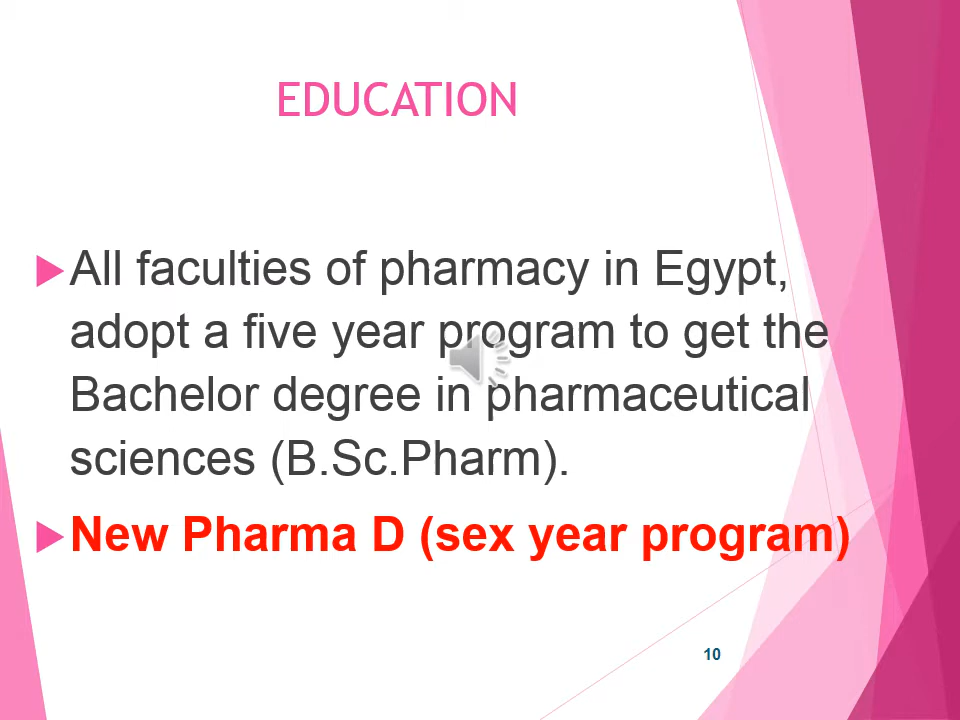 EDUCATION
All faculties of pharmacy in Egypt,
adopt a five year program to get the
Bachelor degree in pharmaceutical
sciences (B.Sc.Pharm).
New Pharma D (sex year program)
10